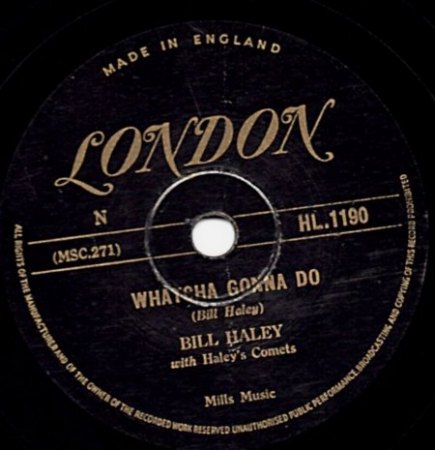 MADE IN ENGLAND
LONDON
N
HL.1190
(MSC.271)
WHATCHA GONNA DO
(Bill Haley)
BILL HALEY
with Haley's Comets
Mills Music
ALL RIGHTS OF THE MANUFACTURER AND OF THE OWNER OF THE RECORDED WORK RESERVED UNAUTHORISED PUBLIC PERFORMANCE, BROADCASTING AND COPYING OF THIS RECORD PROHIBITED